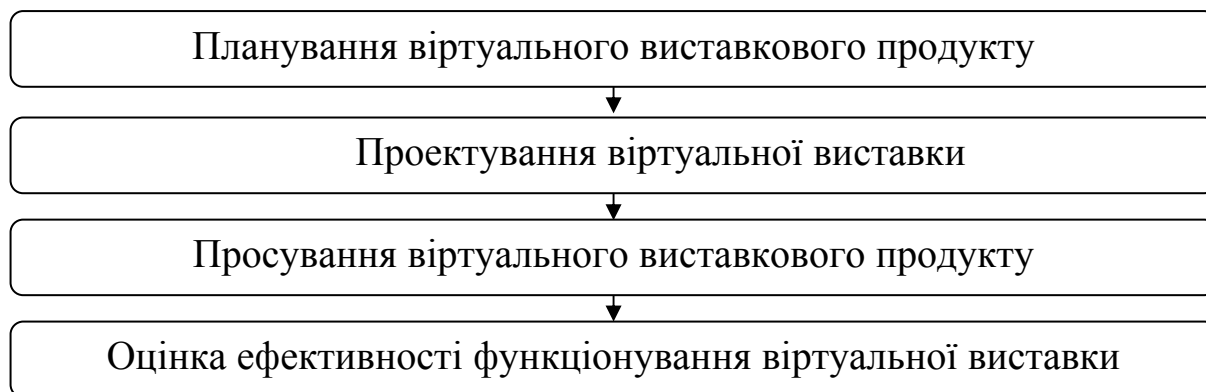 Планування віртуального виставкового продукту
Проектування віртуальної виставки
Просування віртуального виставкового продукту
Оцінка ефективності функціонування віртуальної виставки